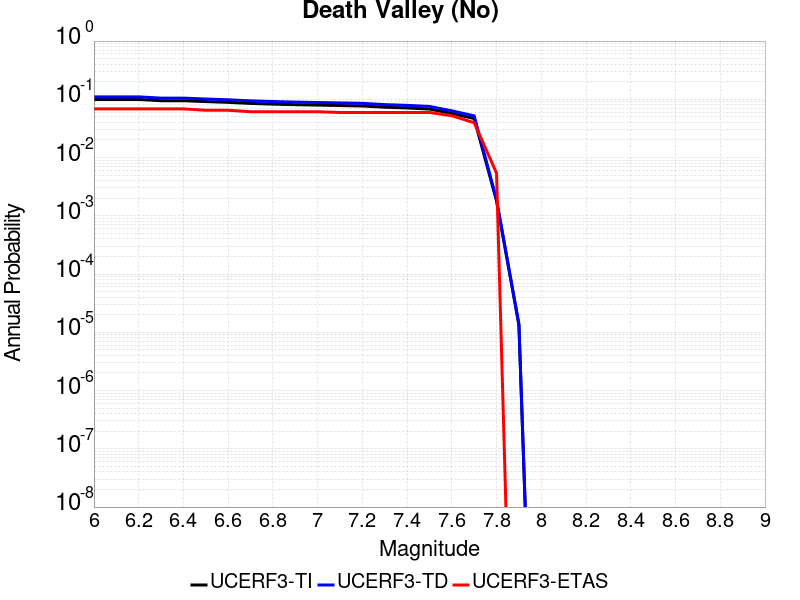 Death Valley (No)
10^0
10^-1
10^-2
10^-3
10^-4
10^-5
10^-6
10^-7
10^-8
Annual Probability
6 6.2 6.4 6.6 6.8 7 7.2 7.4 7.6 7.8 8 8.2 8.4 8.6 8.8 9
Magnitude
UCERF3-TI UCERF3-TD UCERF3-ETAS